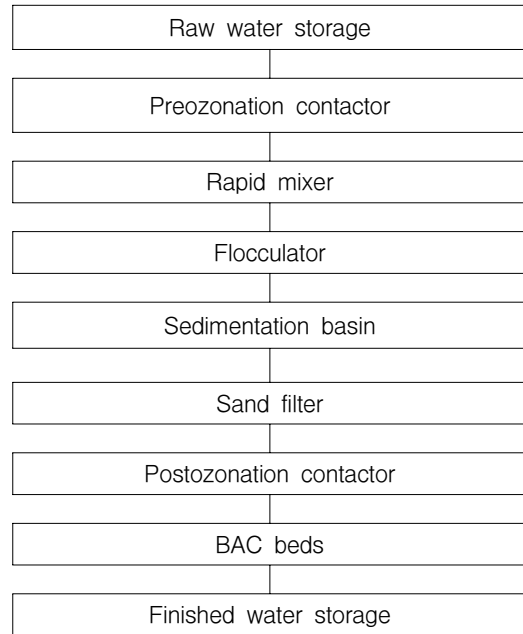 Raw water storage
Preozonation contactor
Rapid mixer
Flocculator
Sedimentation basin
Sand filter
Postozonation contactor
BAC beds
Finished water storage